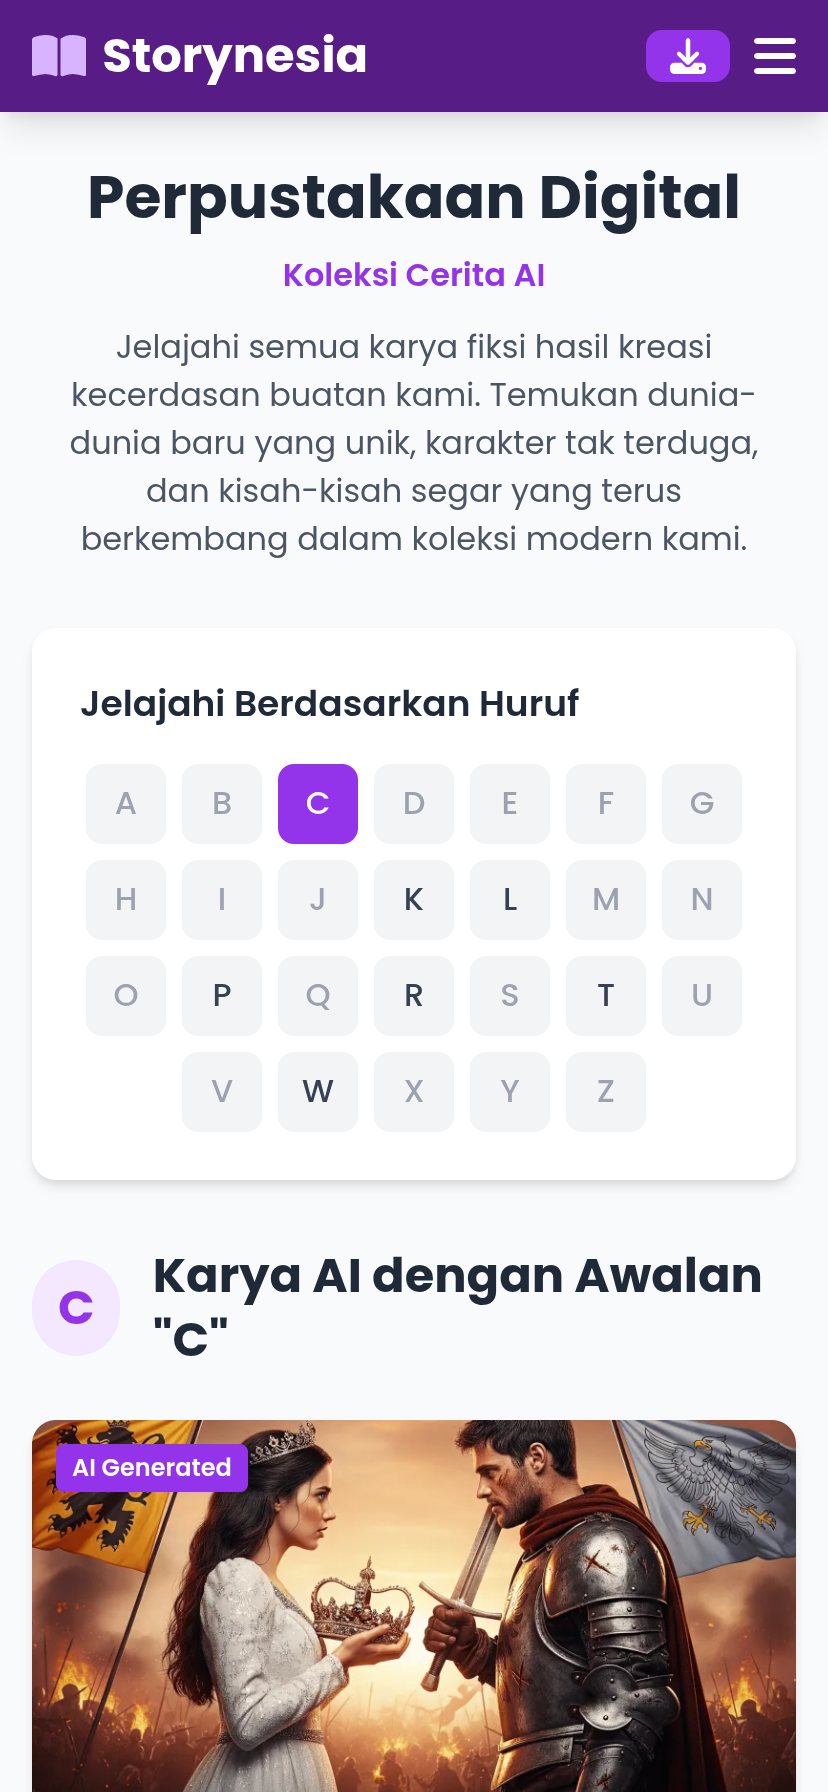 Storynesia
Perpustakaan Digital
Koleksi Cerita AI
Jelajahi semua karya fiksi hasil kreasi
kecerdasan buatan kami. Temukan dunia-
dunia baru yang unik, karakter tak terduga,
dan kisah-kisah segar yang terus
berkembang dalam koleksi modern kami.
Jelajahi Berdasarkan Huruf
A B C D E F G
H I J K L M N
O P Q R S T U
V W X Y Z
C
Karya AI dengan Awalan
"C"
AI Generated